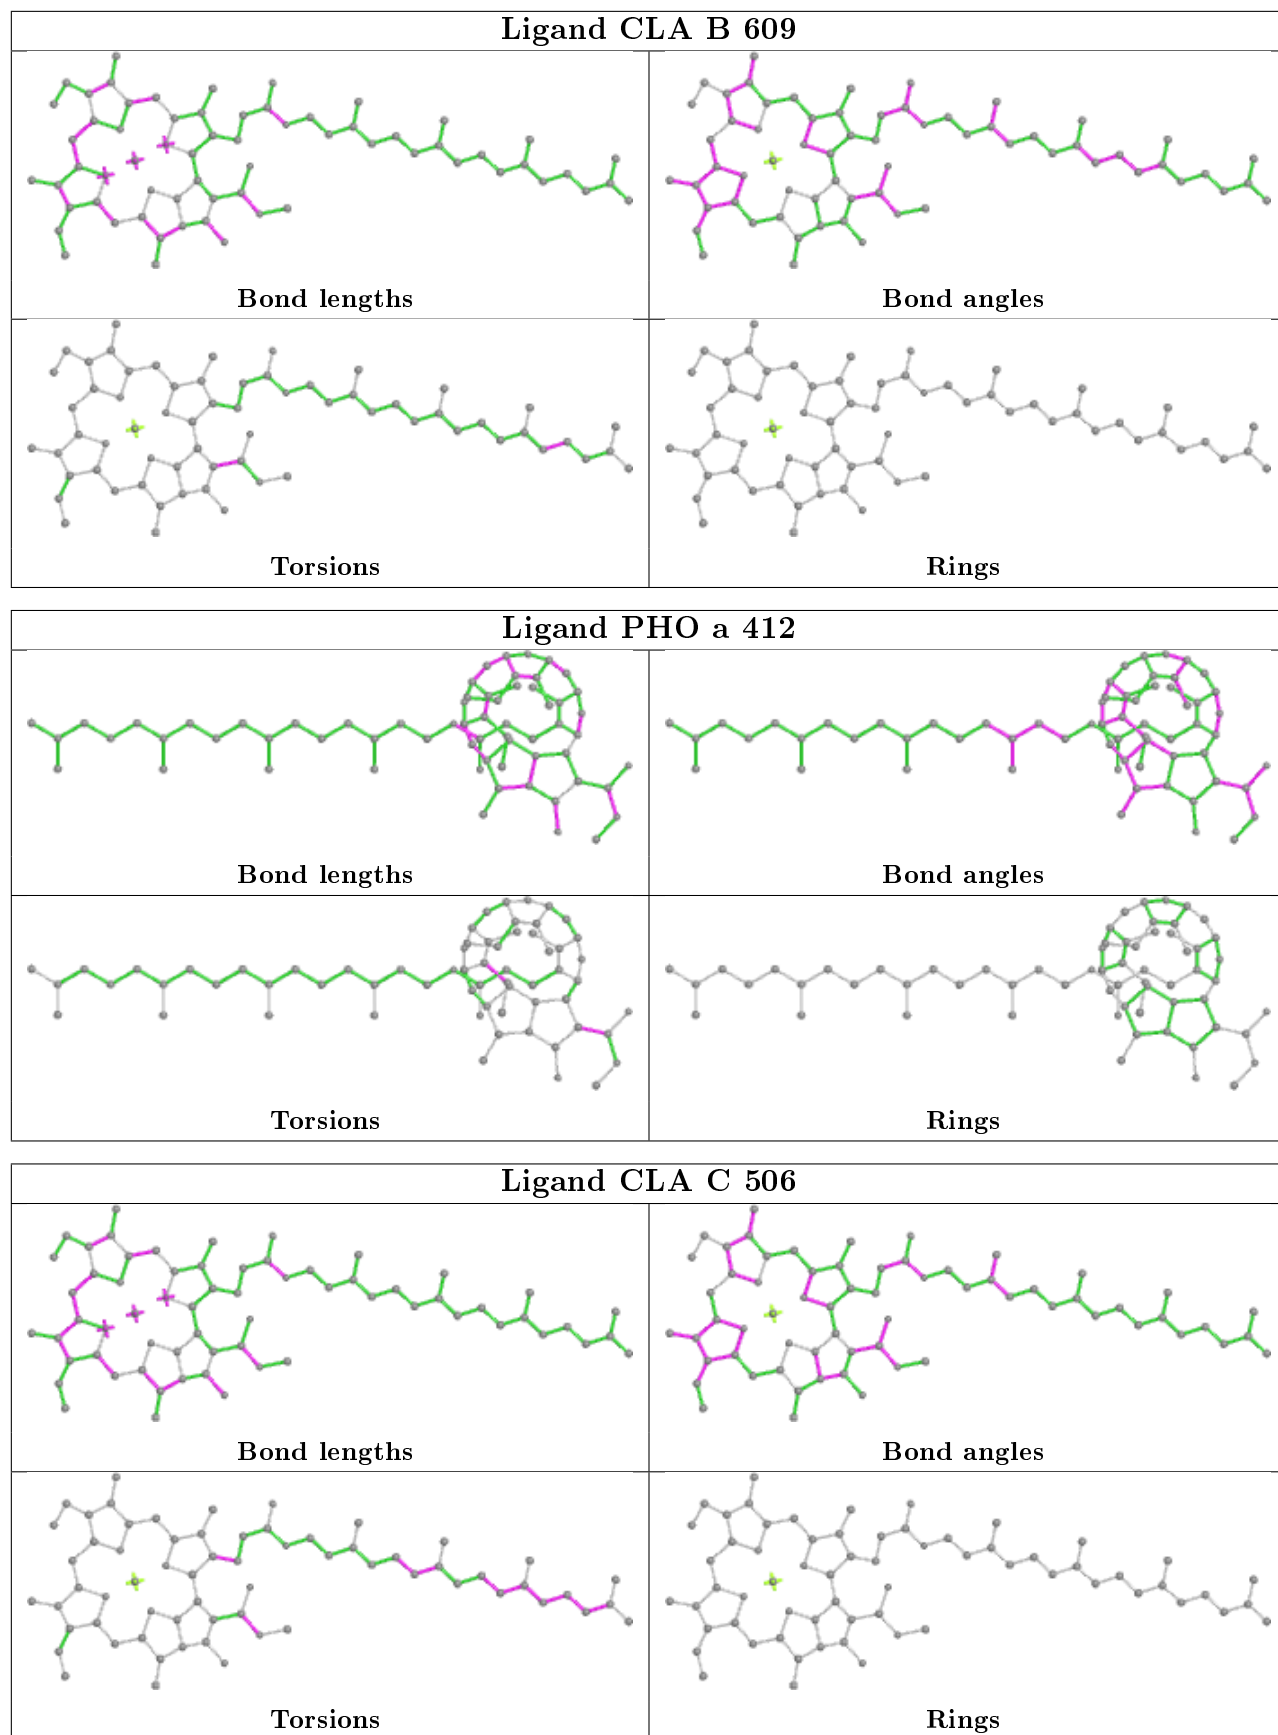 Ligand CLA B 609
Bond lengths
Bond angles
Torsions
Rings
Ligand PHO a 412
Bond lengths
Bond angles
Torsions
Rings
Ligand CLA C 506
Bond lengths
Bond angles
Torsions
Rings